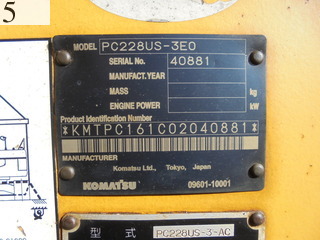 5
MODEL PC228US-3E0
SERIAL No. 40881
MANUFACT.YEAR
MASS kg
ENGINE POWER kW
Product Identification Number
*KMTPC161C02040881*
MANUFACTURER
Komatsu Ltd., Tokyo, Japan
KOMATSU 09601-10001
型式 PC228US-3-AC